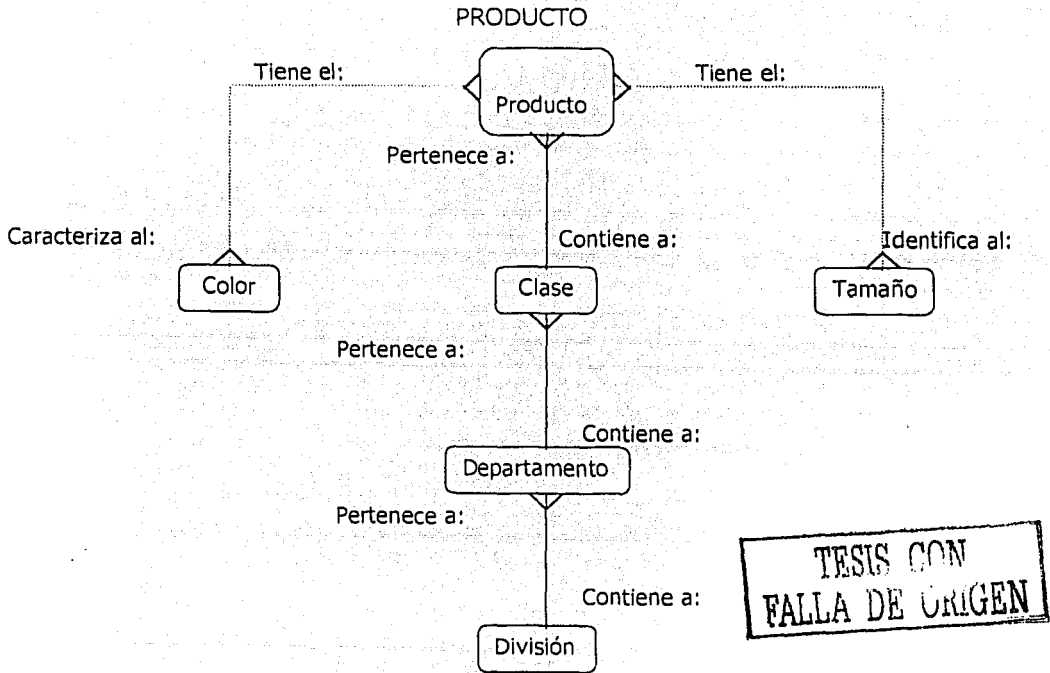 PRODUCTO
Tiene el:
Tiene el:
Producto
Pertenece a:
Caracteriza al:
Contiene a:
Identifica al:
Color
Clase
Tamaño
Pertenece a:
Contiene a:
Departamento
Pertenece a:
Contiene a:
División
TESIS CON
FALLA DE ORIGEN